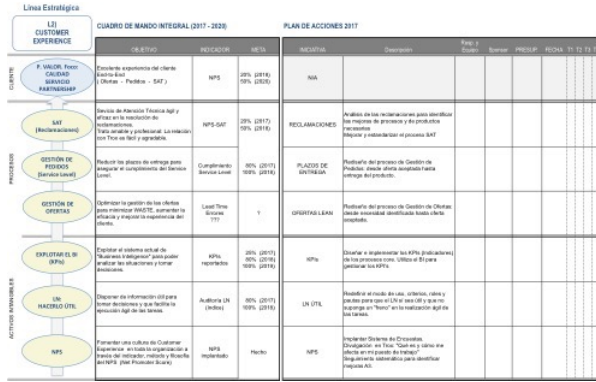 Línea Estratégica
L2)
CUSTOMER
EXPERIENCE
CUADRO DE MANDO INTEGRAL (2017 - 2020)
PLAN DE ACCIONES 2017
OBJETIVO
INDICADOR
META
INICIATIVA
Descripción
Resp. y
Equipo
Sponsor
PRESUP.
FECHA
T1 T2 T3
CLIENTE
P. VALOR. Foco:
CALIDAD
SERVICIO
PARTNERSHIP
Excelente experiencia del cliente
End-to-End
( Ofertas - Pedidos - SAT )
NPS
20% (2018)
50% (2020)
N/A
PROCESOS
SAT
(Reclamaciones)
Servicio de Atención Técnica ágil y
eficaz en la resolución de
reclamaciones.
Trato amable y profesional. La relación
con Trox es fácil y agradable.
NPS-SAT
20% (2017)
50% (2018)
RECLAMACIONES
Análisis de las reclamaciones para identificar
las mejoras de procesos y de productos
necesarias
Mejorar y estandarizar el proceso SAT
GESTIÓN DE
PEDIDOS
(Service Level)
Reducir los plazos de entrega para
asegurar el cumplimiento del Service
Level.
Cumplimiento
Service Level
80% (2017)
100% (2018)
PLAZOS DE
ENTREGA
Rediseño del proceso de Gestión de
Pedidos: desde oferta aceptada hasta
entrega del producto.
GESTIÓN DE
OFERTAS
Optimizar la gestión de las ofertas
para minimizar WASTE, aumentar la
eficacia y mejorar la experiencia del
cliente.
Lead Time
Errores
???
?
OFERTAS LEAN
Rediseño del proceso de Gestión de Ofertas:
desde necesidad identificada hasta oferta
aceptada.
ACTIVOS INTANGIBLES
EXPLOTAR EL BI
(KPIs)
Explotar el sistema actual de
"Business Inteligence" para poder
analizar las situaciones y tomar
decisiones.
KPIs
reportados
20% (2017)
80% (2018)
100% (2019)
KPIs
Diseñar e implementar los KPIs (Indicadores)
de los procesos core. Utilizar el BI para
gestionar los KPI's
LN:
HACERLO ÚTIL
Disponer de información útil para
tomar decisiones y que facilita la
ejecución ágil de las tareas.
Auditoría LN
80% (2017)
100% (2018)
LN ÚTIL
Redefinir el modo de uso, criterios, roles y
pautas para que el LN sí sea útil y que no
suponga un "freno" en la realización ágil de
las tareas.
NPS
Fomentar una cultura de Customer
Experience en toda la organización a
través del indicador, método y filosofía
del NPS (Net Promoter Score)
NPS
implantado
Hecho
NPS
Implantar Sistema de Encuestas.
Divulgación: en Trox: "Qué es y cómo me
afecta en mi puesto de trabajo"
Seguimiento sistemático para identificar
mejoras A3.